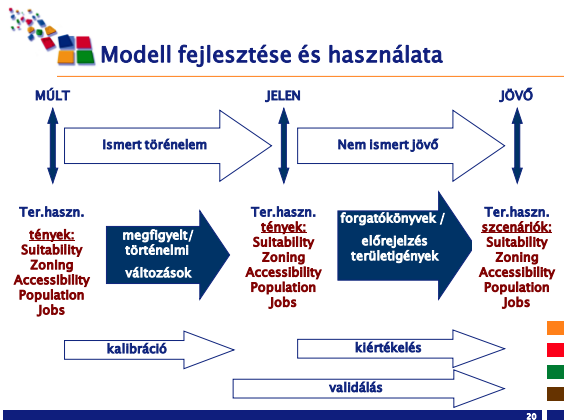 Modell fejlesztése és használata
MÚLT
JELEN
JÖVŐ
Ismert törénelem
Nem ismert jövő
Ter.haszn.
tények:
Suitability
Zoning
Accessibility
Population
Jobs
megfigyelt/
történelmi
változások
Ter.haszn.
tények:
Suitability
Zoning
Accessibility
Population
Jobs
forgatókönyvek /
előrejelzés
területigények
Ter.haszn.
szcenáriók:
Suitability
Zoning
Accessibility
Population
Jobs
kalibráció
kiértékelés
validálás
20